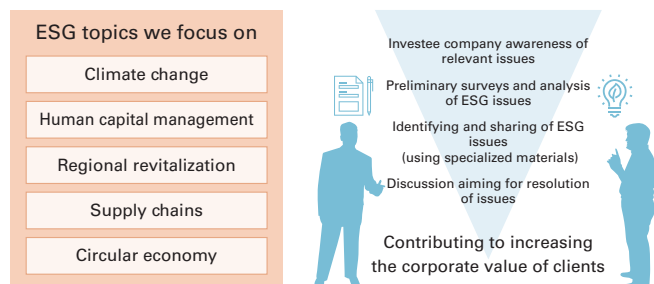 ESG topics we focus on
Climate change
Human capital management
Regional revitalization
Supply chains
Circular economy
Investee company awareness of
relevant issues
Preliminary surveys and analysis
of ESG issues
Identifying and sharing of ESG
issues
(using specialized materials)
Discussion aiming for resolution
of issues
Contributing to increasing
the corporate value of clients